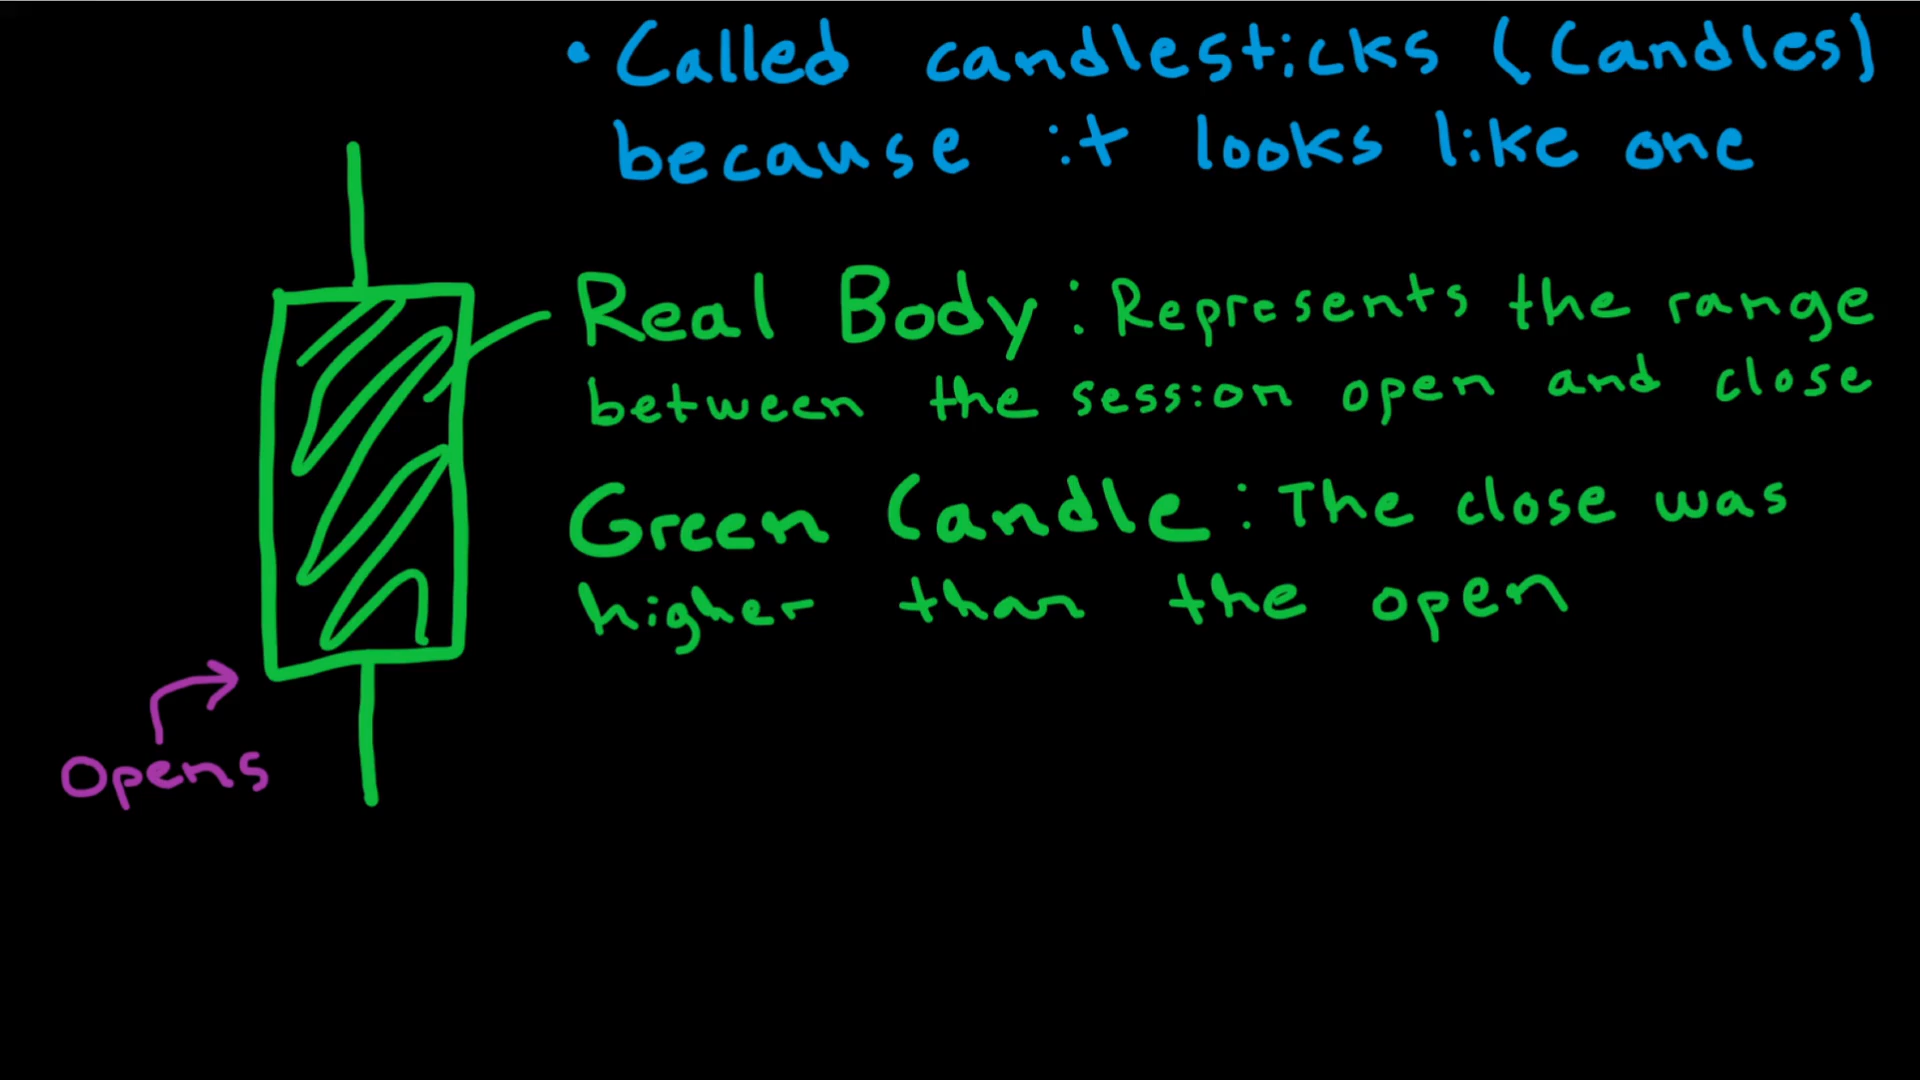 • Called candlesticks (Candles)
because it looks like one
Real Body: Represents the range
between the session open and close
Green Candle: The close was
higher than the open
Opens